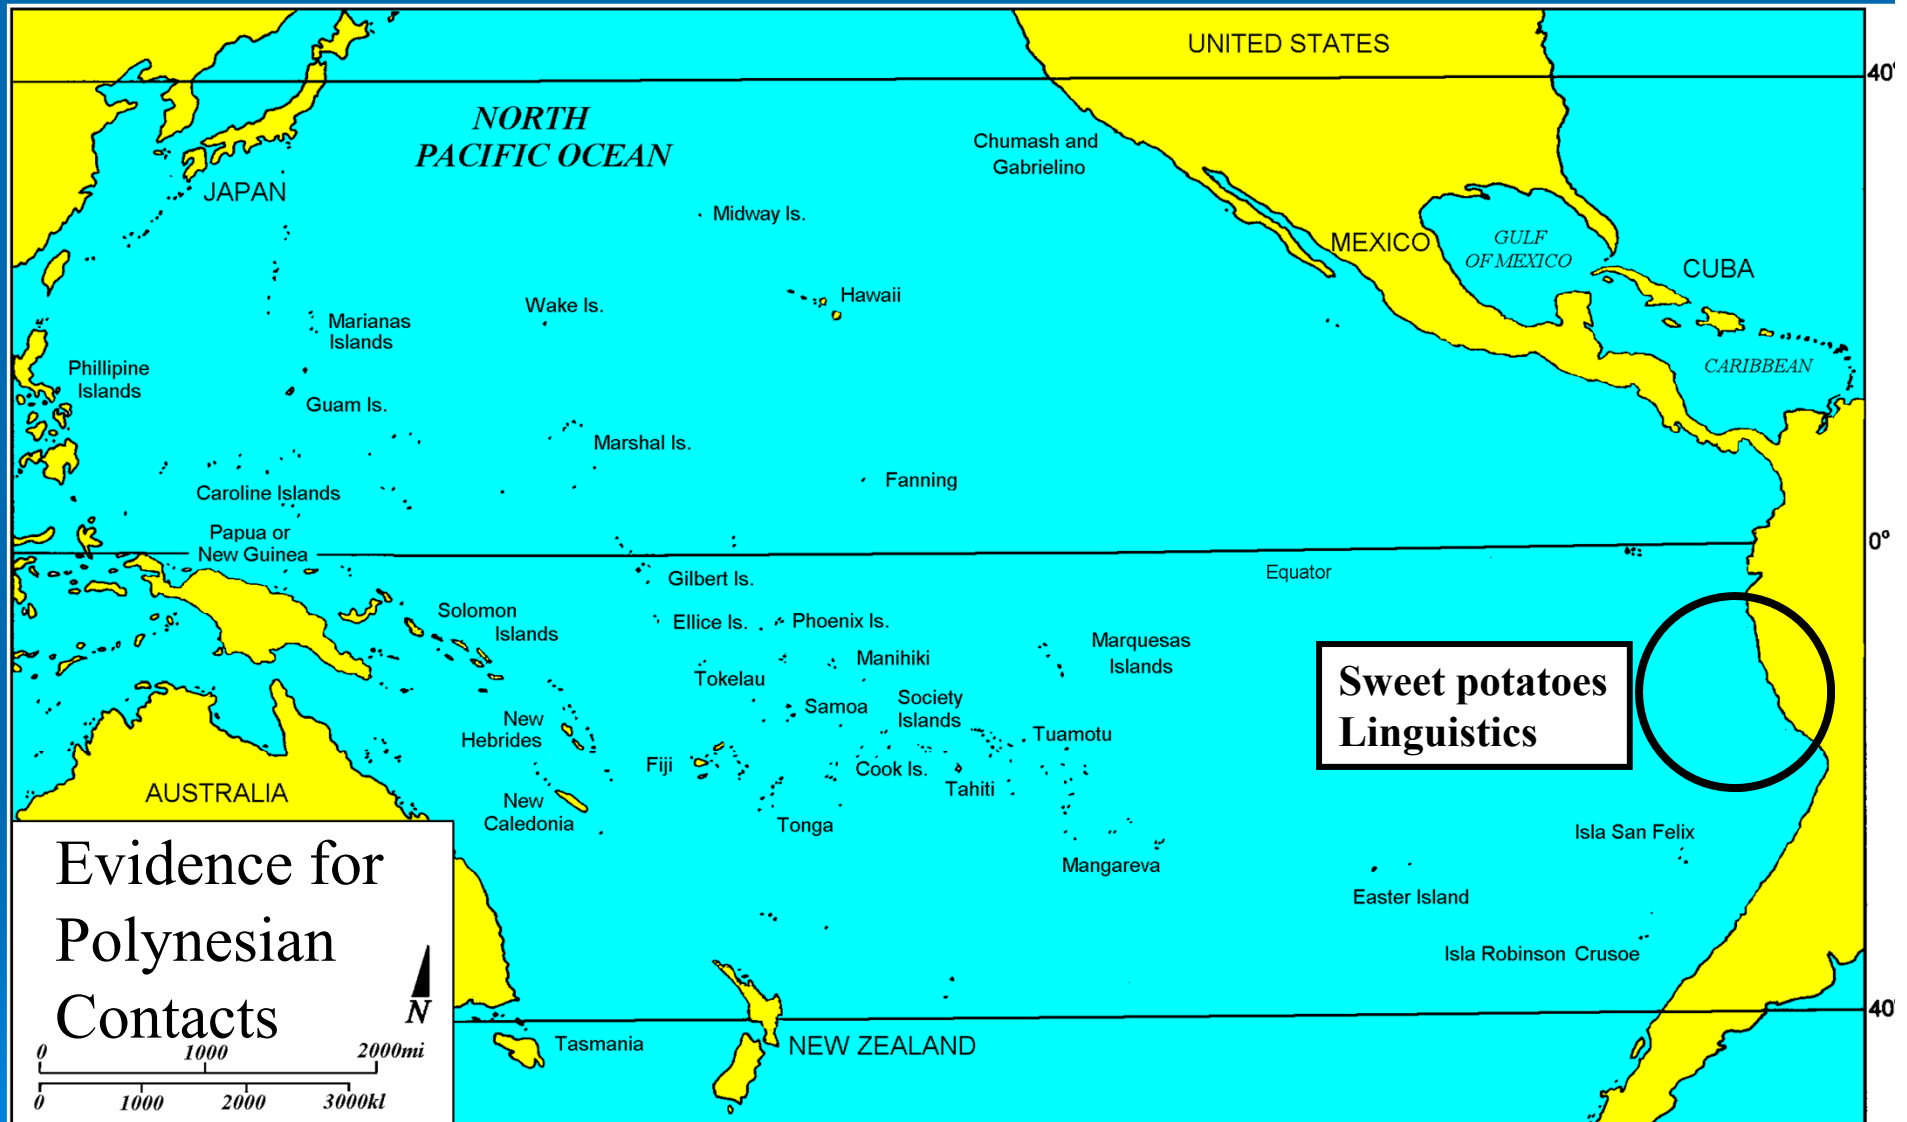 UNITED STATES
40°
NORTH
PACIFIC OCEAN
Chumash and
Gabrielino
JAPAN
Midway Is.
MEXICO
GULF
OF MEXICO
CUBA
Hawaii
Wake Is.
Marianas
Islands
Phillipine
Islands
CARIBBEAN
Guam Is.
Marshal Is.
Fanning
Caroline Islands
Papua or
New Guinea
0°
Equator
Gilbert Is.
Solomon
Islands
Ellice Is.
Phoenix Is.
Marquesas
Islands
Manihiki
Tokelau
Sweet potatoes
Linguistics
Society
Islands
Samoa
New
Hebrides
Tuamotu
Fiji
Cook Is.
Tahiti
AUSTRALIA
New
Caledonia
Tonga
Isla San Felix
Mangareva
Easter Island
Isla Robinson Crusoe
Evidence for
Polynesian
Contacts
N
40°
Tasmania
NEW ZEALAND
0 1000 2000mi
0 1000 2000 3000kl